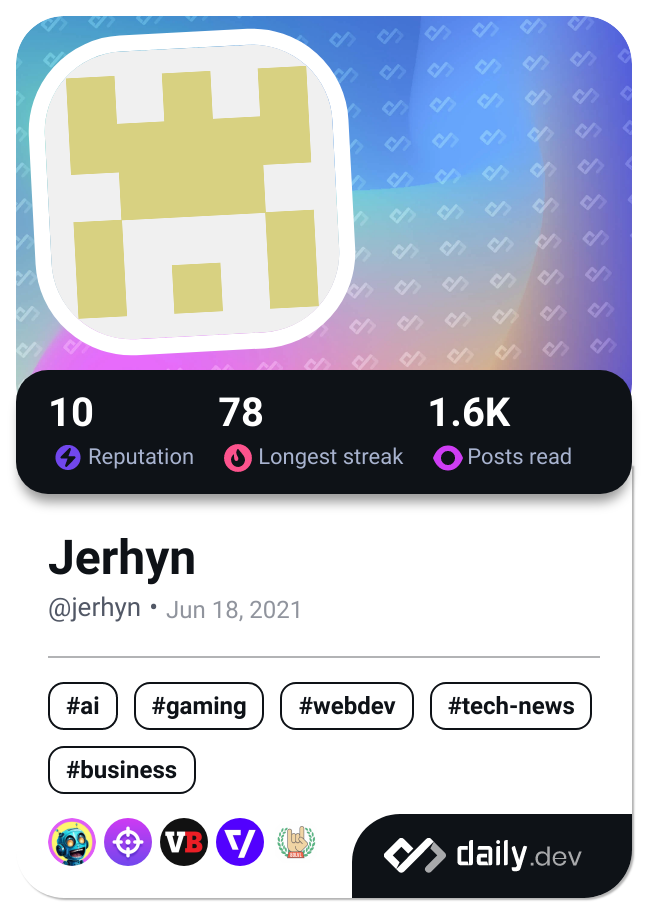 10 78 1.6K
Reputation Longest streak Posts read
Jerhyn
@jerhyn • Jun 18, 2021
#ai #gaming #webdev #tech-news
#business
VB
daily.dev